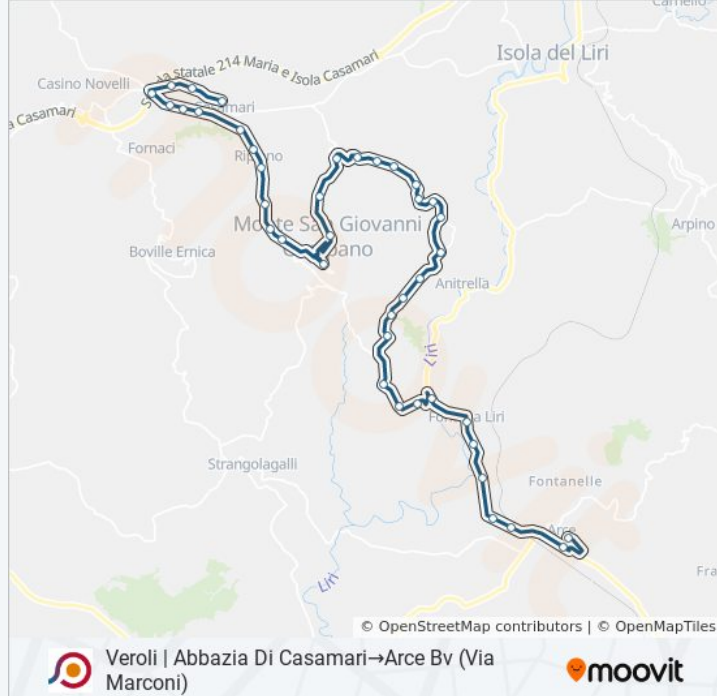 Carnello
Isola del Liri
Strada statale 214 Maria e Isola Casamari
Casino Novelli
Casamari
a Casamari
Fornaci
Ripano
Monte San Giovanni
Campano
Arpino
Boville Ernica
Anitrella
Liri
Fontana Liri
Strangolagalli
Fontanelle
Arce
Fra
Liri
© OpenStreetMap contributors | © OpenMapTiles
Veroli | Abbazia Di Casamari→Arce Bv (Via
Marconi)
moovit